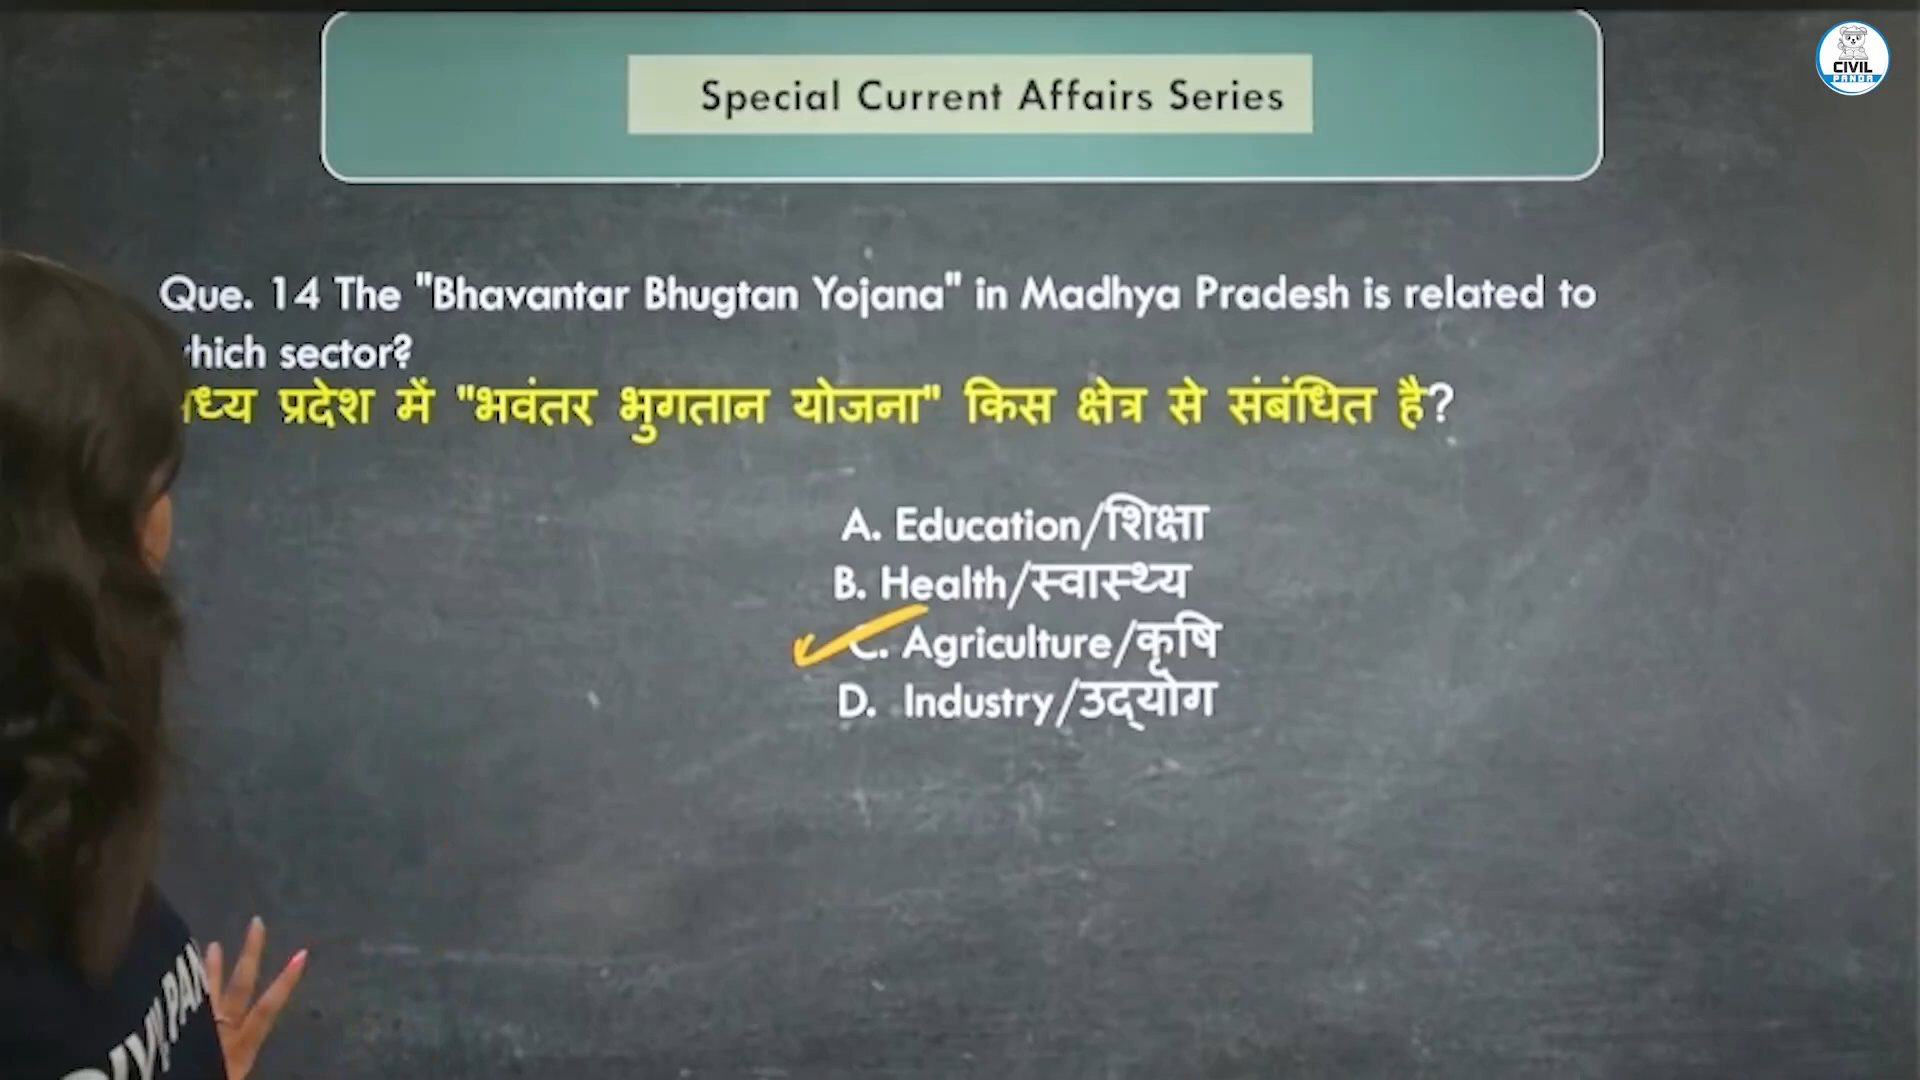 CIVIL
PANDA
Special Current Affairs Series
Que. 14 The "Bhavantar Bhugtan Yojana" in Madhya Pradesh is related to
sector?
प्रदेश में "भवंतर भुगतान योजना" किस क्षेत्र से संबंधित है?
A. Education/शिक्षा
B. Health/स्वास्थ्य
C. Agriculture/कृषि
D. Industry/उद्योग